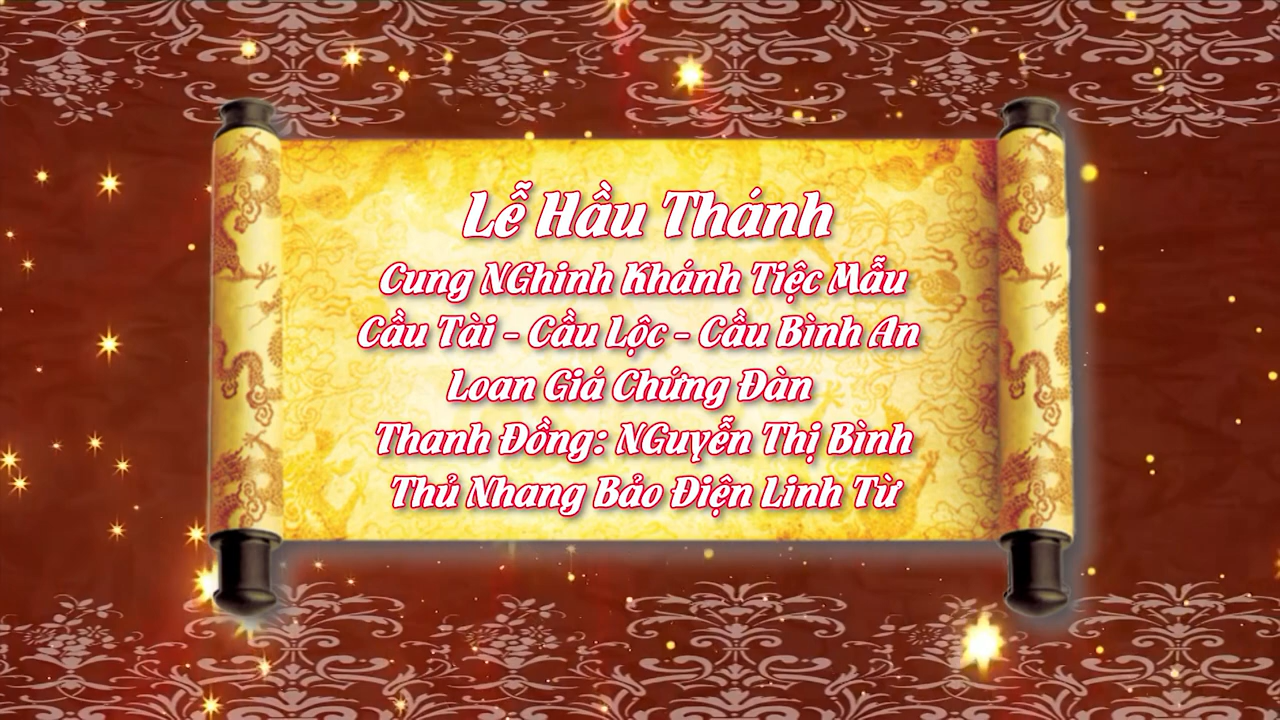 Lễ Hầu Thánh
Cung NGhinh Khánh Tiệc Mẫu
Cầu Tài - Cầu Lộc - Cầu Bình An
Loan Giá Chứng Đàn
Thanh Đồng: NGuyễn Thị Bình
Thủ Nhang Bảo Điện Linh Từ